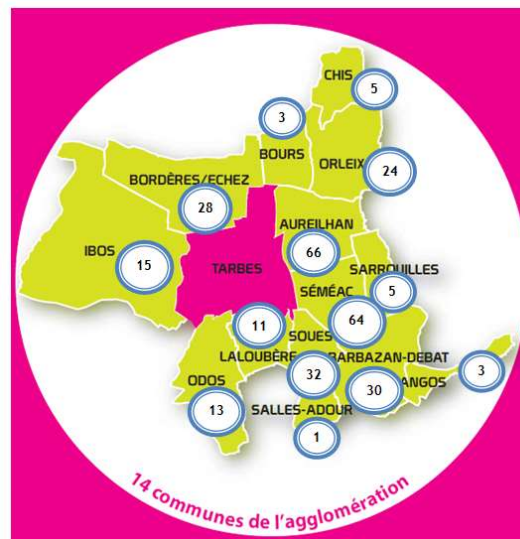 CHIS
5
3
BOURS
ORLEIX
24
BORDÈRES/ECHEZ
28
AUREILHAN
66
IBOS
15
TARBES
SARROUILLES
5
SÉMÉAC
64
11
SOUES
LALOUBÈRE
32
BARBAZAN-DEBAT
30
ANGOS
3
ODOS
13
SALLES-ADOUR
1
14 communes de l'agglomération